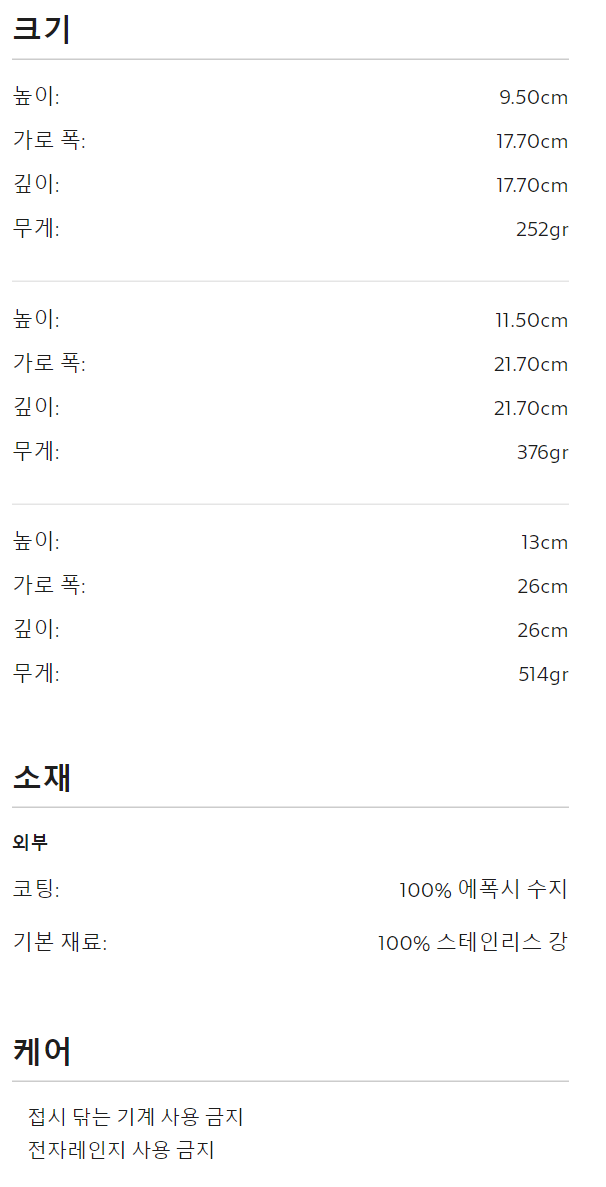 크기
높이: 9.50cm
가로 폭: 17.70cm
깊이: 17.70cm
무게: 252gr
높이: 11.50cm
가로 폭: 21.70cm
깊이: 21.70cm
무게: 376gr
높이: 13cm
가로 폭: 26cm
깊이: 26cm
무게: 514gr
소재
외부
코팅: 100% 에폭시 수지
기본 재료: 100% 스테인리스 강
케어
접시 닦는 기계 사용 금지
전자레인지 사용 금지